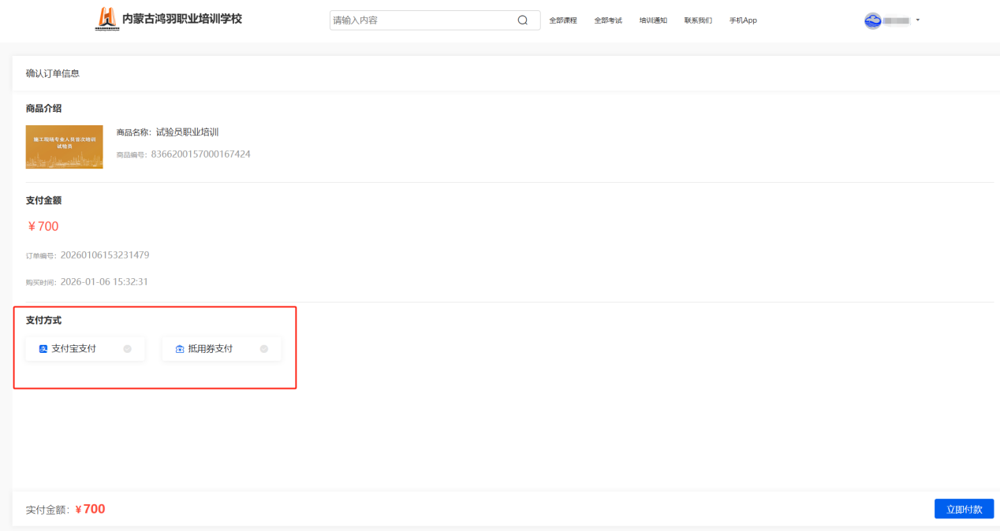 内蒙古鸿羽职业培训学校
请输入内容
全部课程 全部考试 培训通知 联系我们 手机App
确认订单信息
商品介绍
施工现场专业人员首次培训
试验员
商品名称：试验员职业培训
商品编号：8366200157000167424
支付金额
￥700
订单编号：20260106153231479
购买时间：2026-01-06 15:32:31
支付方式
支付宝支付 抵用券支付
实付金额：￥700
立即付款